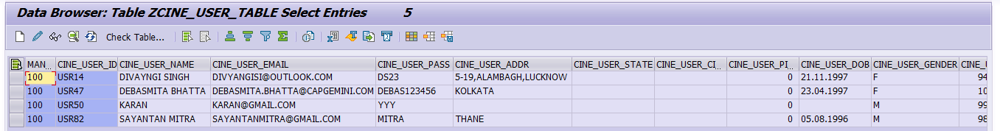 Data Browser: Table ZCINE_USER_TABLE Select Entries 5
Check Table...
MAN... CINE_USER_ID CINE_USER_NAME CINE_USER_EMAIL CINE_USER_PASS CINE_USER_ADDR CINE_USER_STATE CINE_USER_CI... CINE_USER_PI... CINE_USER_DOB CINE_USER_GENDER CINE_U
100 USR14 DIVAYNGI SINGH DIVYANGISI@OUTLOOK.COM DS23 5-19,ALAMBAGH,LUCKNOW 0 21.11.1997 F 94
100 USR47 DEBASMITA BHATTA DEBASMITA.BHATTA@CAPGEMINI.COM DEBAS123456 KOLKATA 0 23.04.1997 F 10
100 USR50 KARAN KARAN@GMAIL.COM YYY 0 M 99
100 USR82 SAYANTAN MITRA SAYANTANMITRA@GMAIL.COM MITRA THANE 0 05.08.1996 M 98